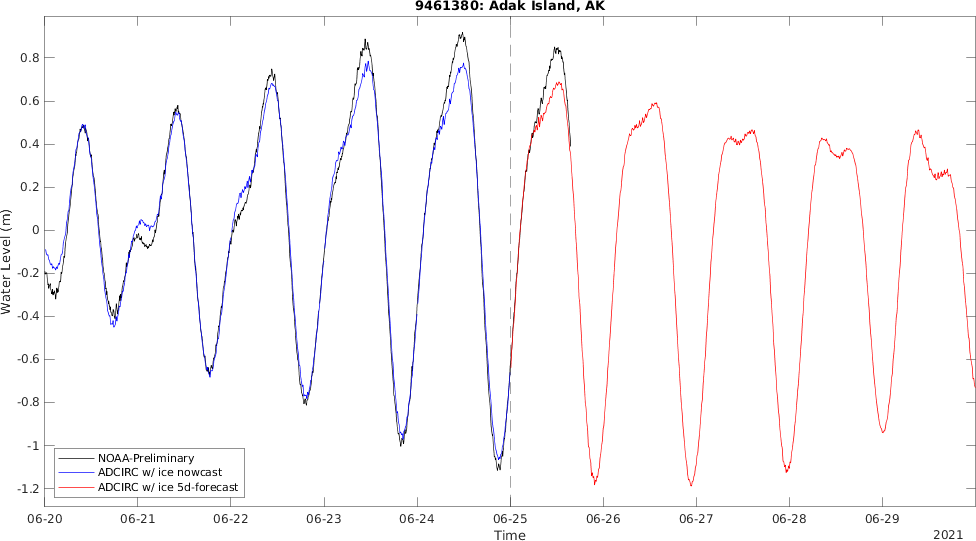 9461380: Adak Island, AK
0.8
0.6
0.4
0.2
0
-0.2
-0.4
-0.6
-0.8
-1
-1.2
Water Level (m)
NOAA-Preliminary
ADCIRC w/ ice nowcast
ADCIRC w/ ice 5d-forecast
06-20 06-21 06-22 06-23 06-24 06-25 06-26 06-27 06-28 06-29
Time
2021